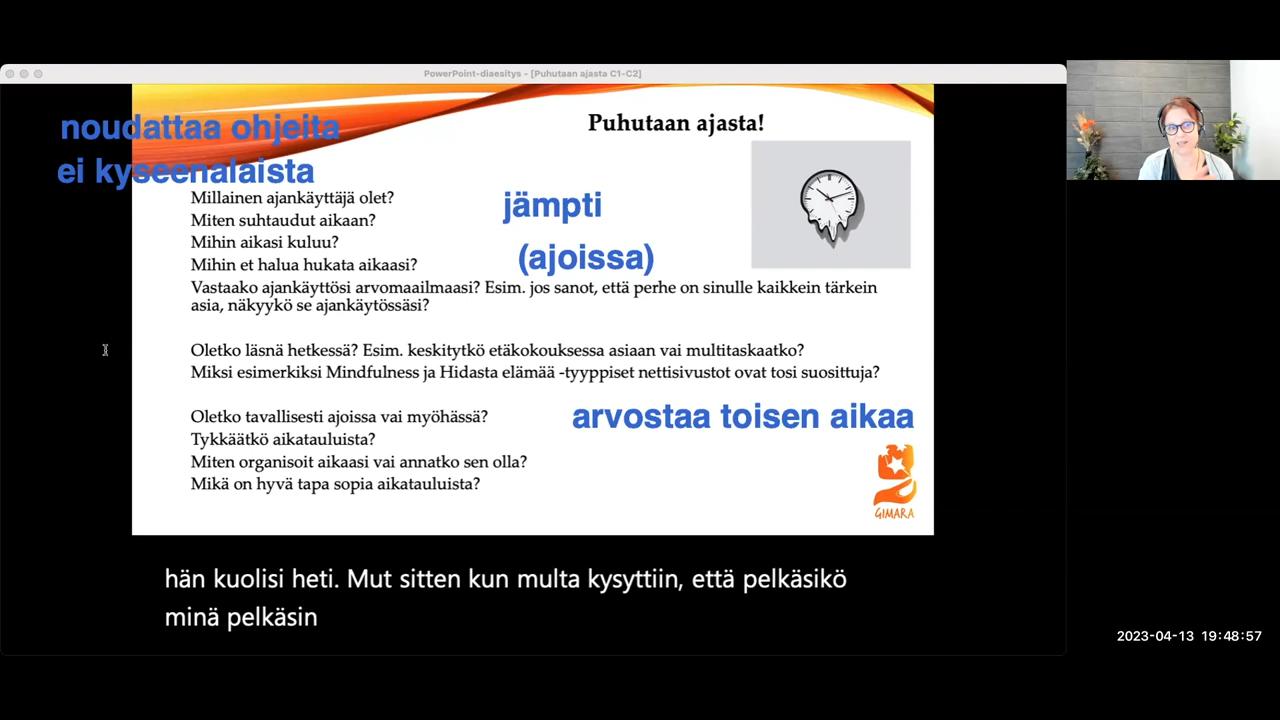 PowerPoint-diaesitys - [Puhutaan ajasta C1-C2]
noudattaa ohjeita
ei kyseenalaista
Puhutaan ajasta!
Millainen ajankäyttäjä olet?
Miten suhtaudut aikaan?
Mihin aikasi kuluu?
Mihin et halua hukata aikaasi?
jämpti
(ajoissa)
Vastaako ajankäyttösi arvomaailmaasi? Esim. jos sanot, että perhe on sinulle kaikkein tärkein
asia, näkyykö se ajankäytössäsi?
Oletko läsnä hetkessä? Esim. keskitytkö etäkokouksessa asiaan vai multitaskaatko?
Miksi esimerkiksi Mindfulness ja Hidasta elämää -tyyppiset nettisivustot ovat tosi suosittuja?
Oletko tavallisesti ajoissa vai myöhässä?
arvostaa toisen aikaa
Tykkäätkö aikatauluista?
Miten organisoit aikaasi vai annatko sen olla?
Mikä on hyvä tapa sopia aikatauluista?
GIMARA
hän kuolisi heti. Mut sitten kun multa kysyttiin, että pelkäsikö
minä pelkäsin
2023-04-13 19:48:57